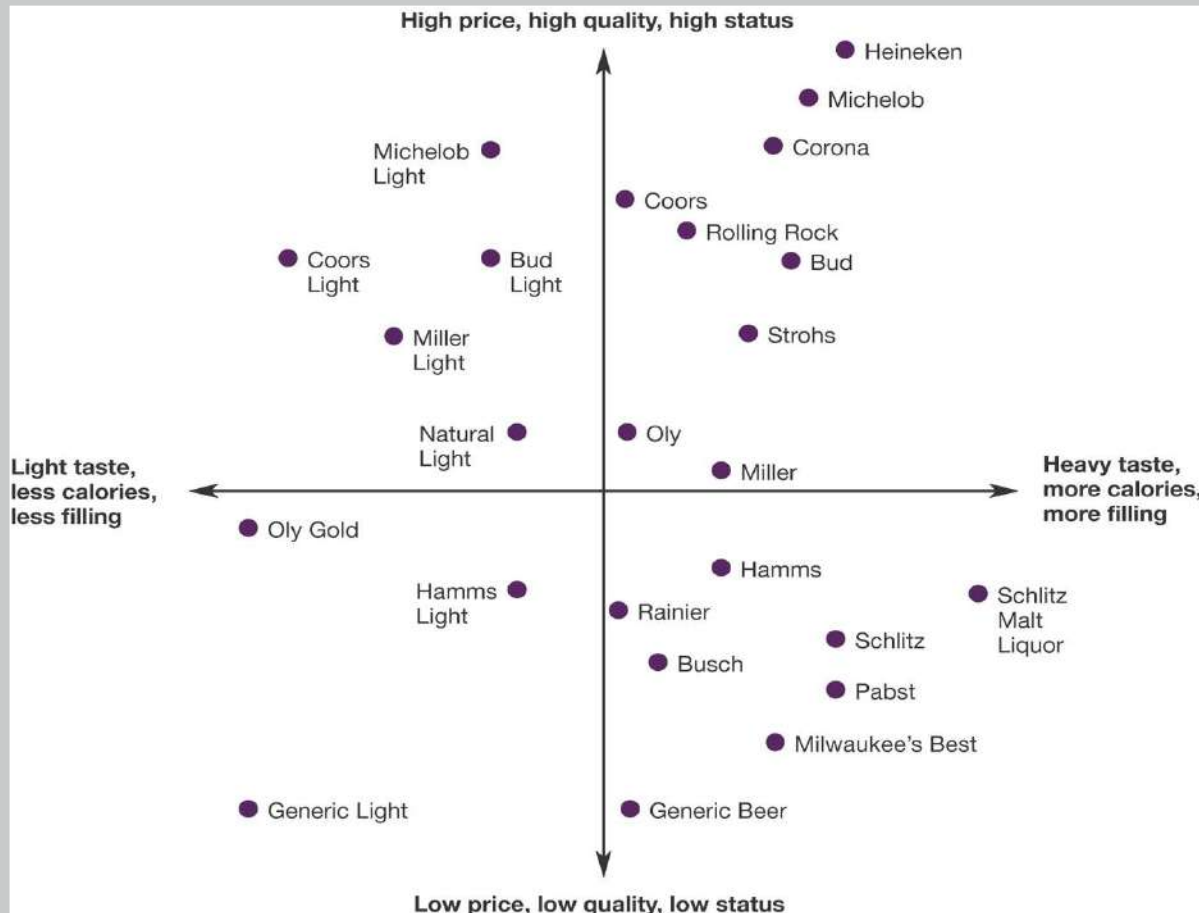 High price, high quality, high status
Heineken
Michelob
Corona
Michelob
Light
Coors
Rolling Rock
Coors
Light
Bud
Light
Bud
Miller
Light
Strohs
Natural
Light
Oly
Light taste,
less calories,
less filling
Miller
Heavy taste,
more calories,
more filling
Oly Gold
Hamms
Hamms
Light
Rainier
Schlitz
Malt
Liquor
Schlitz
Busch
Pabst
Milwaukee's Best
Generic Light
Generic Beer
Low price, low quality, low status